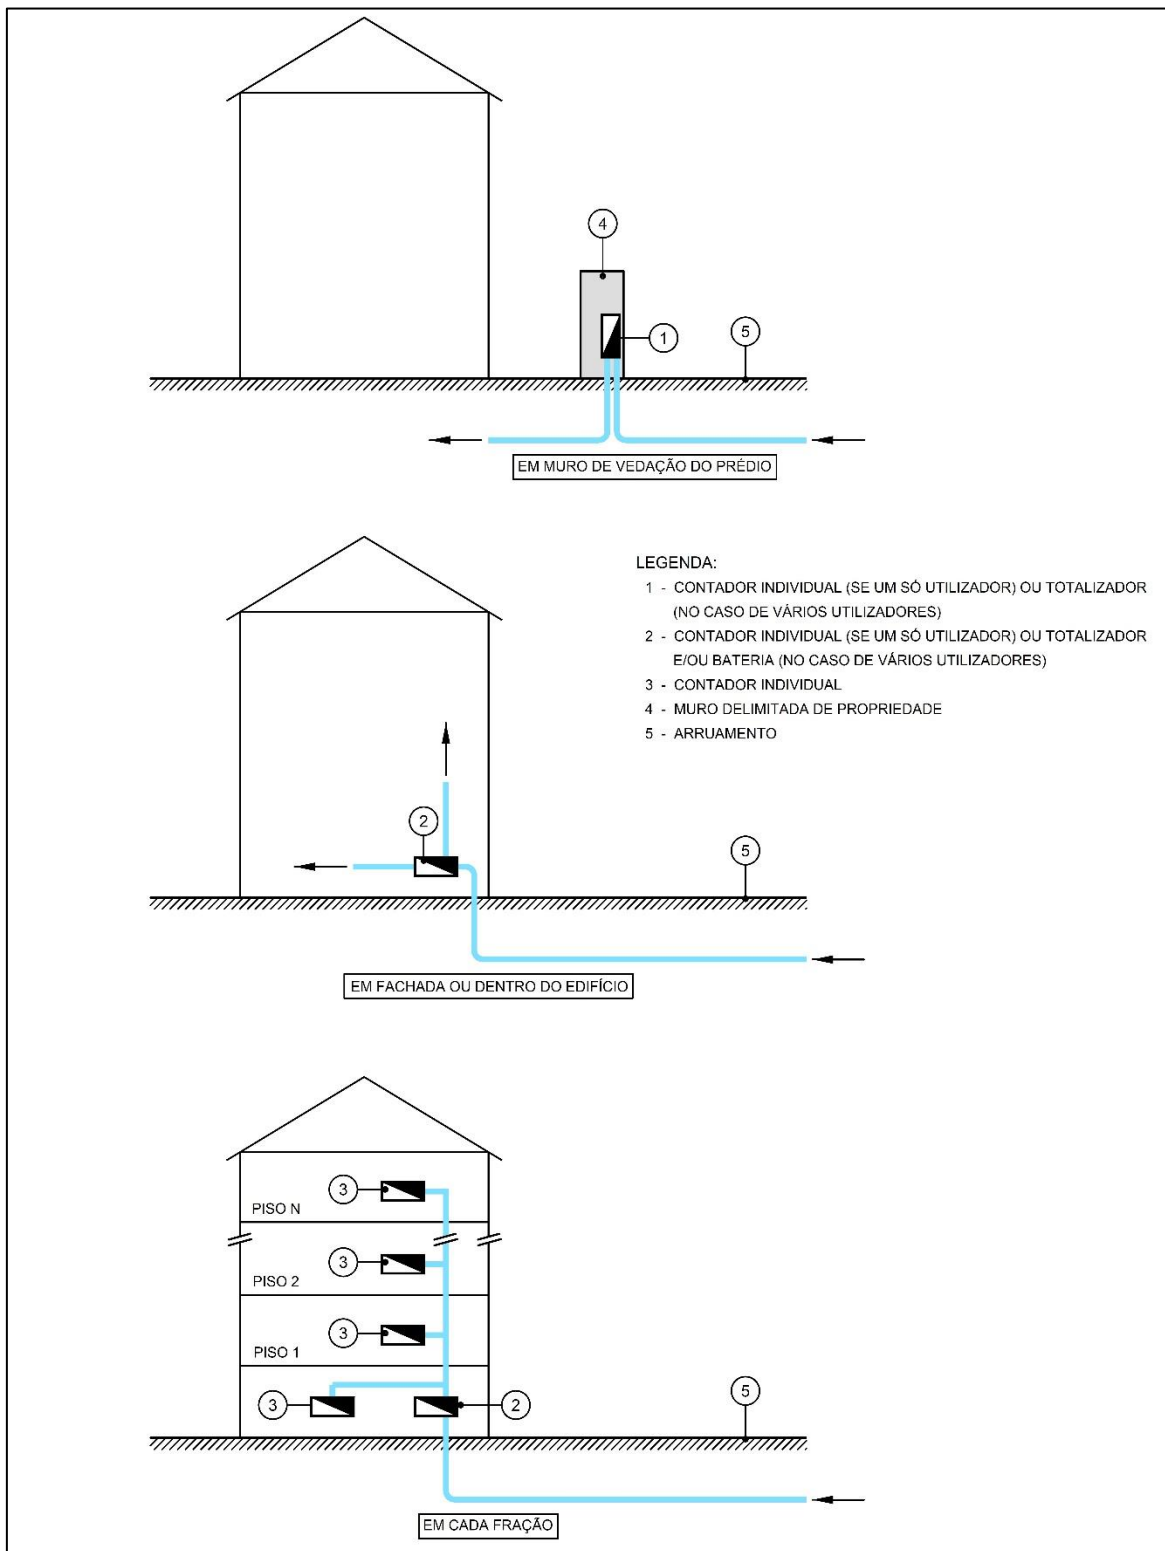 4
1
5
EM MURO DE VEDAÇÃO DO PRÉDIO
LEGENDA:
1 - CONTADOR INDIVIDUAL (SE UM SÓ UTILIZADOR) OU TOTALIZADOR
(NO CASO DE VÁRIOS UTILIZADORES)
2 - CONTADOR INDIVIDUAL (SE UM SÓ UTILIZADOR) OU TOTALIZADOR
E/OU BATERIA (NO CASO DE VÁRIOS UTILIZADORES)
3 - CONTADOR INDIVIDUAL
4 - MURO DELIMITADA DE PROPRIEDADE
5 - ARRUAMENTO
2
5
EM FACHADA OU DENTRO DO EDIFÍCIO
3
PISO N
3
PISO 2
3
PISO 1
3
2
5
EM CADA FRAÇÃO